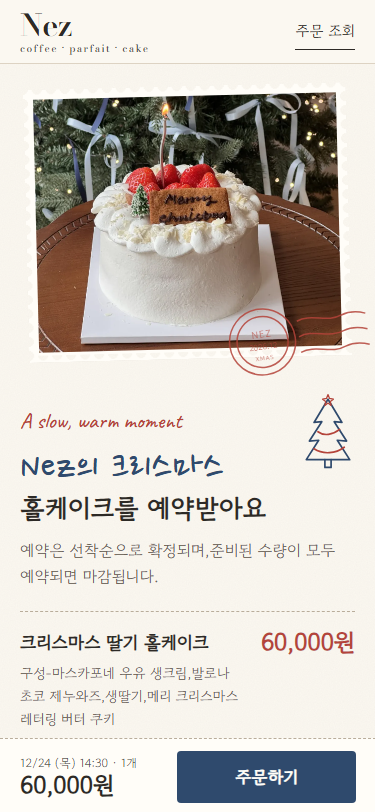 Nez
coffee · parfait · cake
주문 조회
Merry
christmas
NEZ
XMAS
A slow, warm moment
Nez의 크리스마스
홀케이크를 예약받아요
예약은 선착순으로 확정되며,준비된 수량이 모두
예약되면 마감됩니다.
크리스마스 딸기 홀케이크
60,000원
구성-마스카포네 우유 생크림,발로나
초코 제누와즈,생딸기,메리 크리스마스
레터링 버터 쿠키
12/24 (목) 14:30 · 1개
60,000원
주문하기